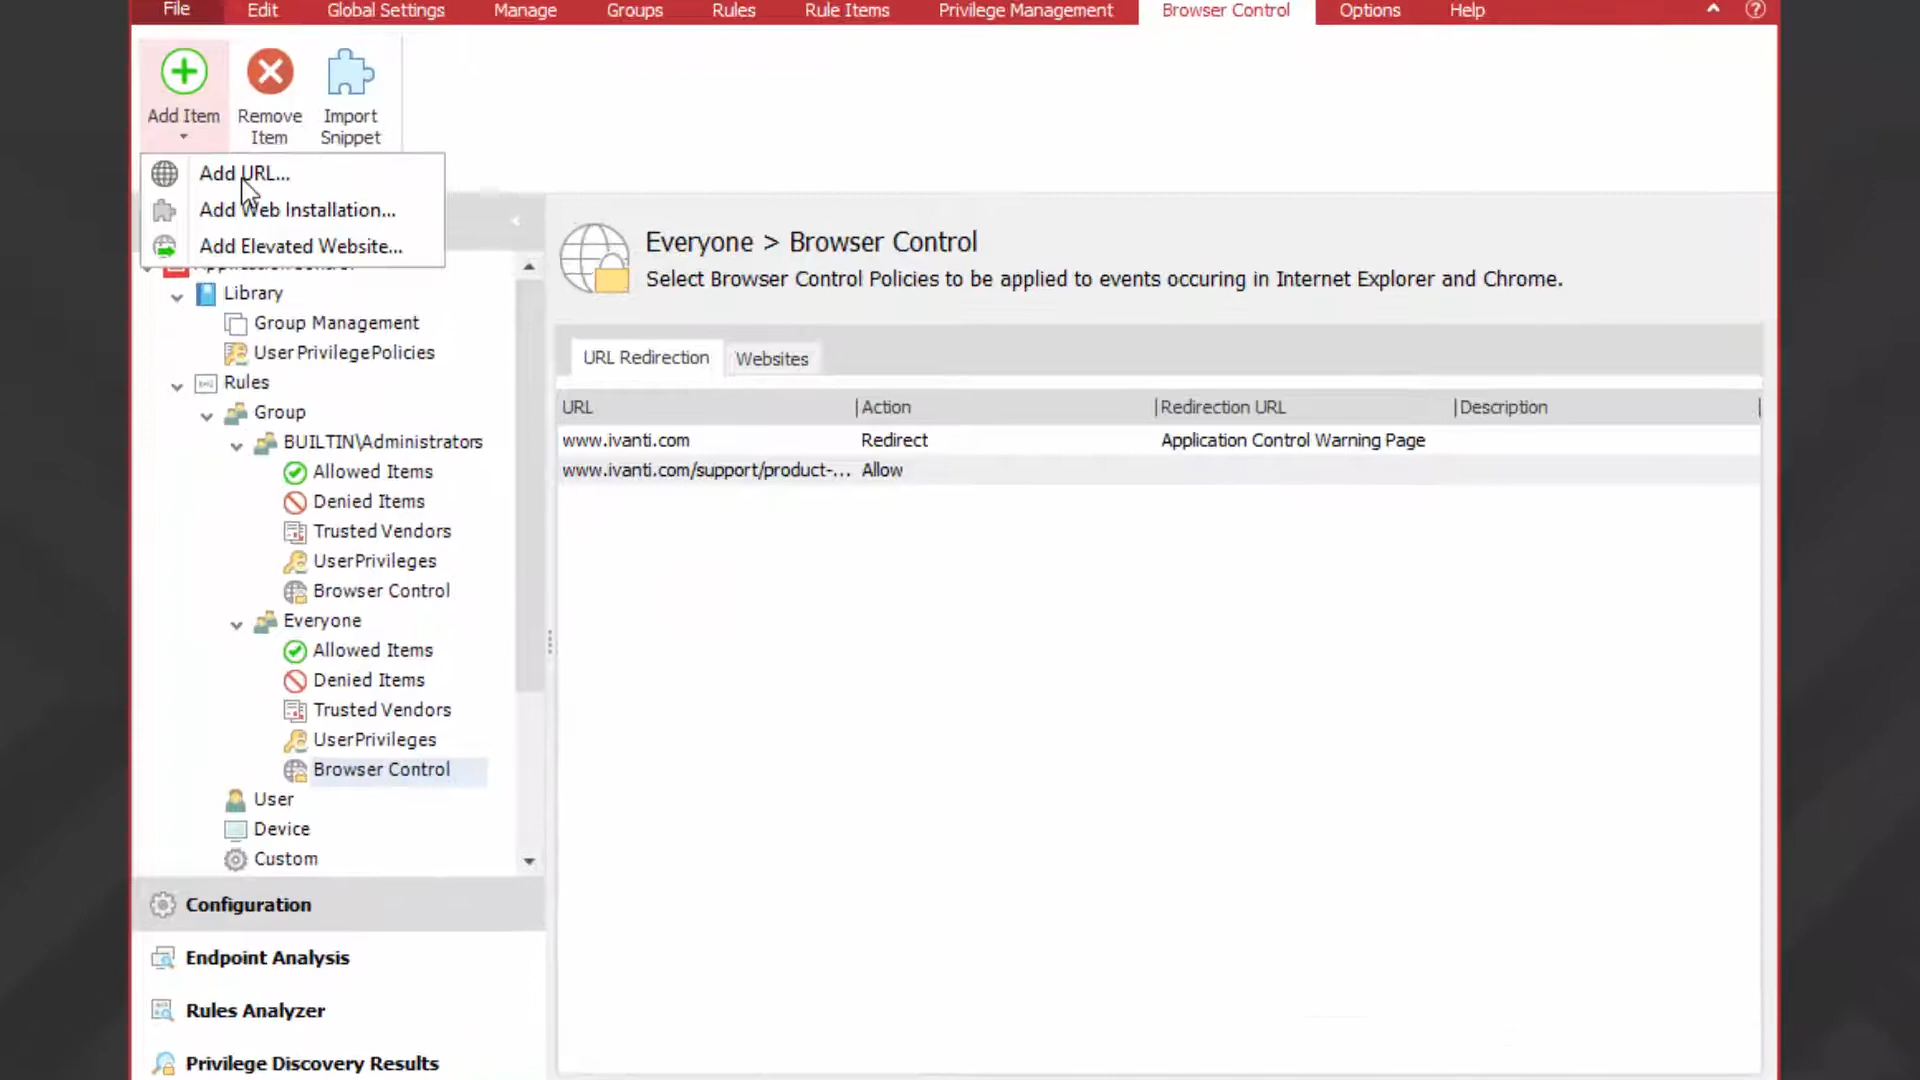 File Edit Global Settings Manage Groups Rules Rule Items Privilege Management Browser Control Options Help
Add Item
Remove Item
Import Snippet
Add URL...
Add Web Installation...
Add Elevated Website...
Library
Group Management
User Privilege Policies
Rules
Group
BUILTIN\Administrators
Allowed Items
Denied Items
Trusted Vendors
User Privileges
Browser Control
Everyone
Allowed Items
Denied Items
Trusted Vendors
User Privileges
Browser Control
User
Device
Custom
Configuration
Endpoint Analysis
Rules Analyzer
Privilege Discovery Results
Everyone > Browser Control
Select Browser Control Policies to be applied to events occuring in Internet Explorer and Chrome.
URL Redirection Websites
URL Action Redirection URL Description
www.ivanti.com Redirect Application Control Warning Page
www.ivanti.com/support/product-... Allow